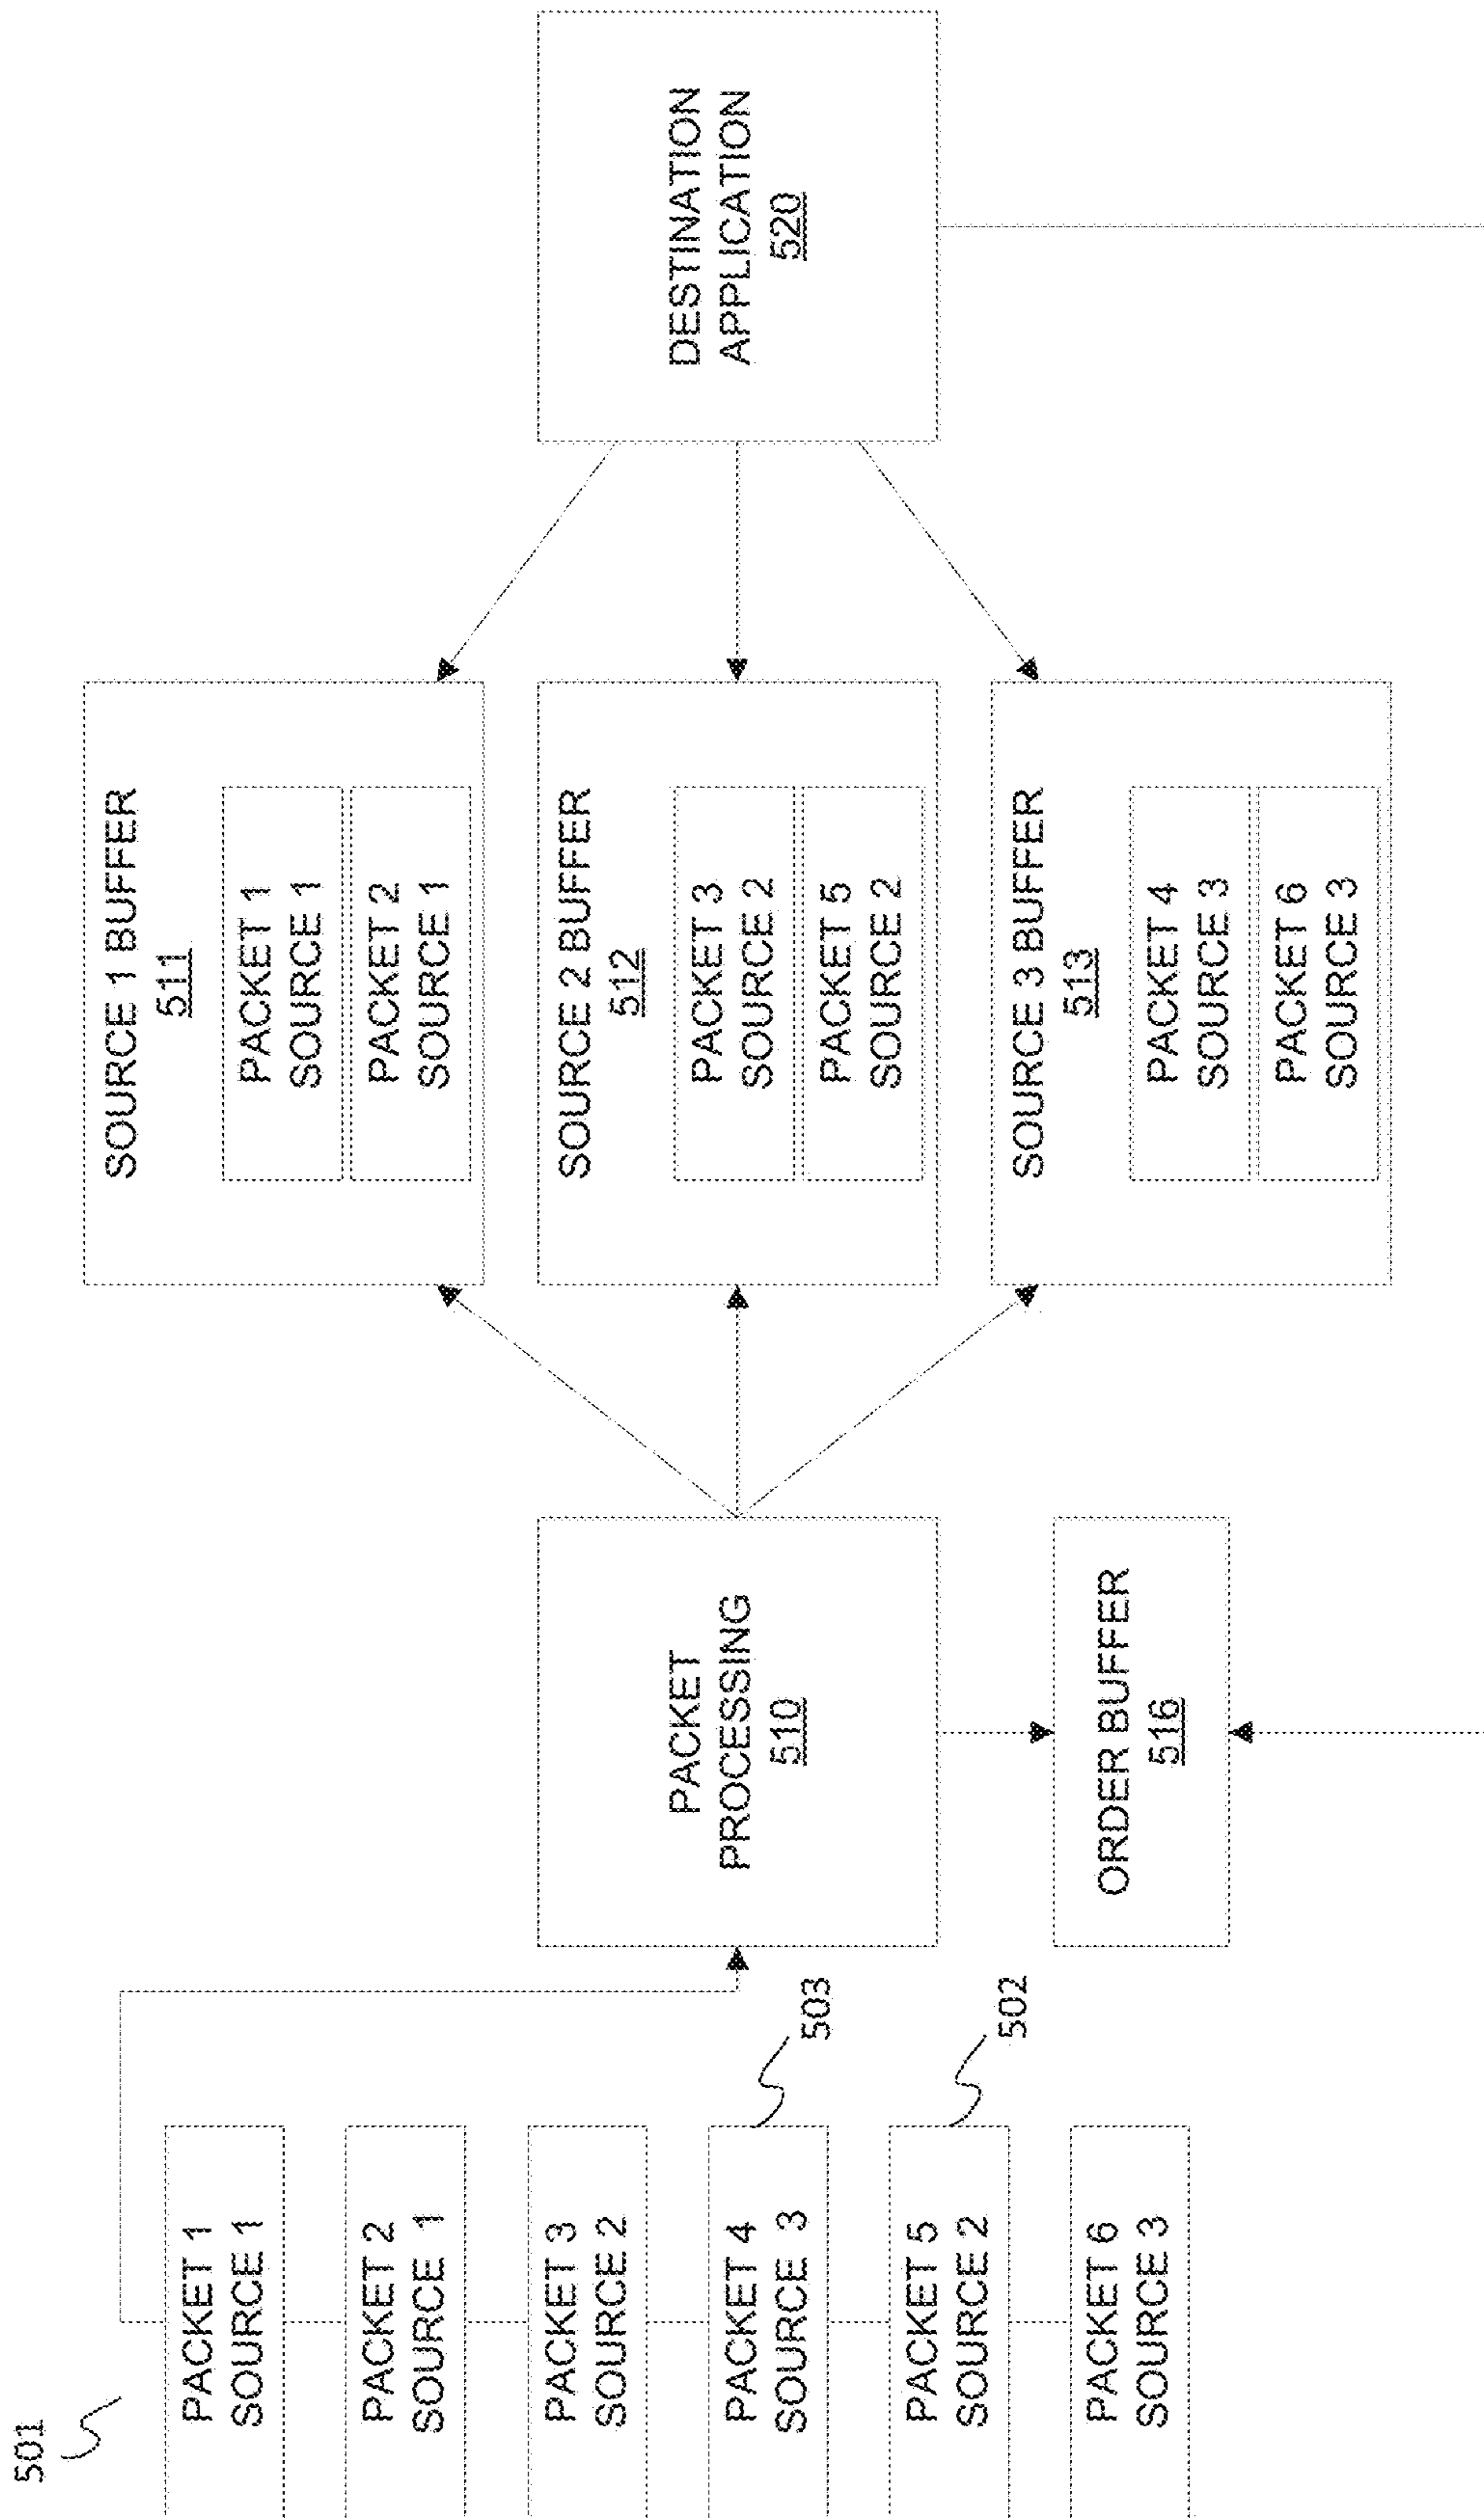 501
PACKET 1
SOURCE 1
PACKET 2
SOURCE 1
PACKET 3
SOURCE 2
PACKET 4
SOURCE 3
503
PACKET 5
SOURCE 2
502
PACKET 6
SOURCE 3
PACKET
PROCESSING
510
ORDER BUFFER
516
SOURCE 1 BUFFER
511
PACKET 1
SOURCE 1
PACKET 2
SOURCE 1
SOURCE 2 BUFFER
512
PACKET 3
SOURCE 2
PACKET 5
SOURCE 2
SOURCE 3 BUFFER
513
PACKET 4
SOURCE 3
PACKET 6
SOURCE 3
DESTINATION
APPLICATION
520